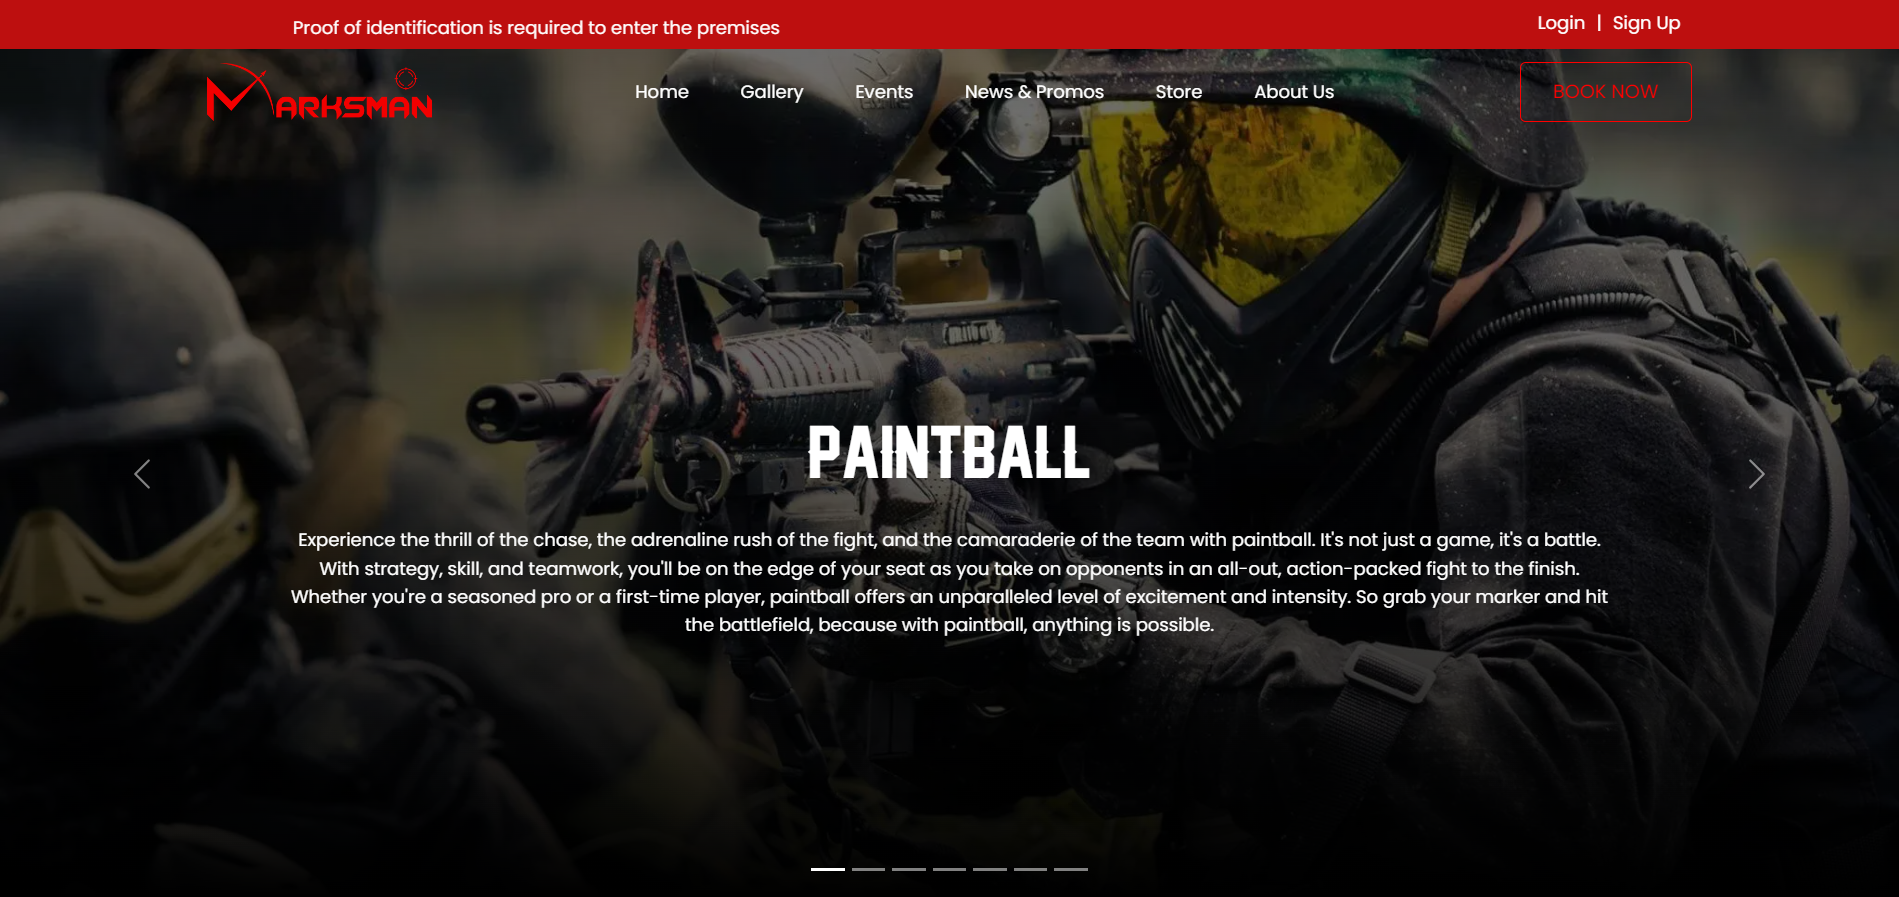 Proof of identification is required to enter the premises
Login | Sign Up
MARKSMAN
Home Gallery Events News & Promos Store About Us
BOOK NOW
PAINTBALL
Experience the thrill of the chase, the adrenaline rush of the fight, and the camaraderie of the team with paintball. It's not just a game, it's a battle.
With strategy, skill, and teamwork, you'll be on the edge of your seat as you take on opponents in an all-out, action-packed fight to the finish.
Whether you're a seasoned pro or a first-time player, paintball offers an unparalleled level of excitement and intensity. So grab your marker and hit
the battlefield, because with paintball, anything is possible.